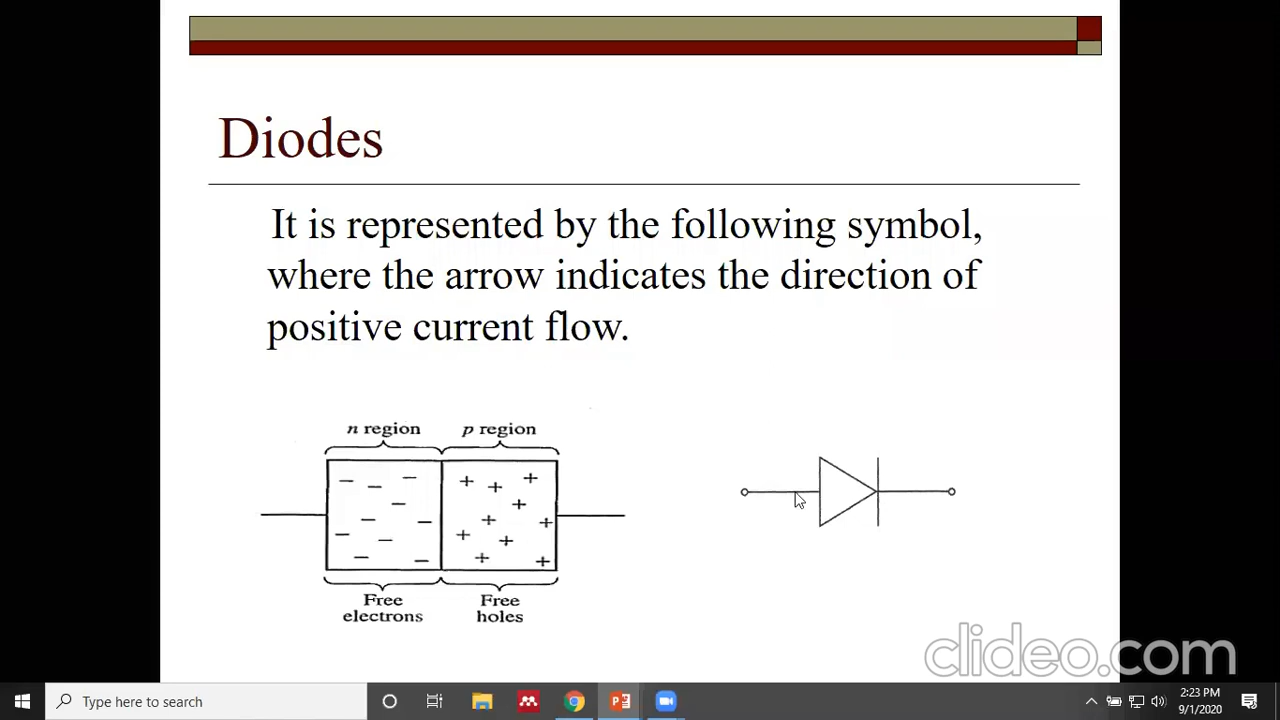 Diodes
It is represented by the following symbol,
where the arrow indicates the direction of
positive current flow.
n region
p region
Free
electrons
Free
holes
clideo.com
Type here to search
2:23 PM
9/1/2020